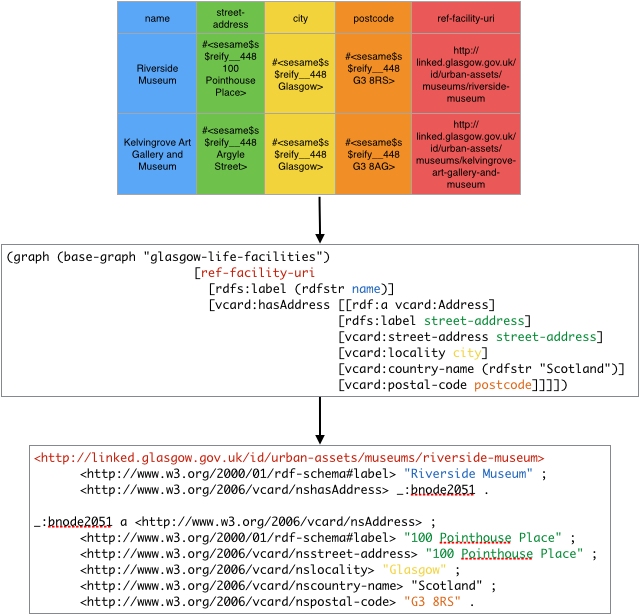 name street-address city postcode ref-facility-uri
Riverside Museum
#<sesame$s
$reify__448
100
Pointhouse
Place>
#<sesame$s
$reify__448
Glasgow>
#<sesame$s
$reify__448
G3 8RS>
http://
linked.glasgow.gov.uk/
id/urban-assets/
museums/riverside-
museum
Kelvingrove Art
Gallery and
Museum
#<sesame$s
$reify__448
Argyle
Street>
#<sesame$s
$reify__448
Glasgow>
#<sesame$s
$reify__448
G3 8AG>
http://
linked.glasgow.gov.uk/
id/urban-assets/
museums/kelvingrove-
art-gallery-and-
museum
(graph (base-graph "glasgow-life-facilities")
[ref-facility-uri
[rdfs:label (rdfstr name)]
[vcard:hasAddress [[rdf:a vcard:Address]
[rdfs:label street-address]
[vcard:street-address street-address]
[vcard:locality city]
[vcard:country-name (rdfstr "Scotland")]
[vcard:postal-code postcode]]]])
<http://linked.glasgow.gov.uk/id/urban-assets/museums/riverside-museum>
<http://www.w3.org/2000/01/rdf-schema#label> "Riverside Museum" ;
<http://www.w3.org/2006/vcard/nshasAddress> _:bnode2051 .
_:bnode2051 a <http://www.w3.org/2006/vcard/nsAddress> ;
<http://www.w3.org/2000/01/rdf-schema#label> "100 Pointhouse Place" ;
<http://www.w3.org/2006/vcard/nsstreet-address> "100 Pointhouse Place" ;
<http://www.w3.org/2006/vcard/nslocality> "Glasgow" ;
<http://www.w3.org/2006/vcard/nscountry-name> "Scotland" ;
<http://www.w3.org/2006/vcard/nspostal-code> "G3 8RS" .